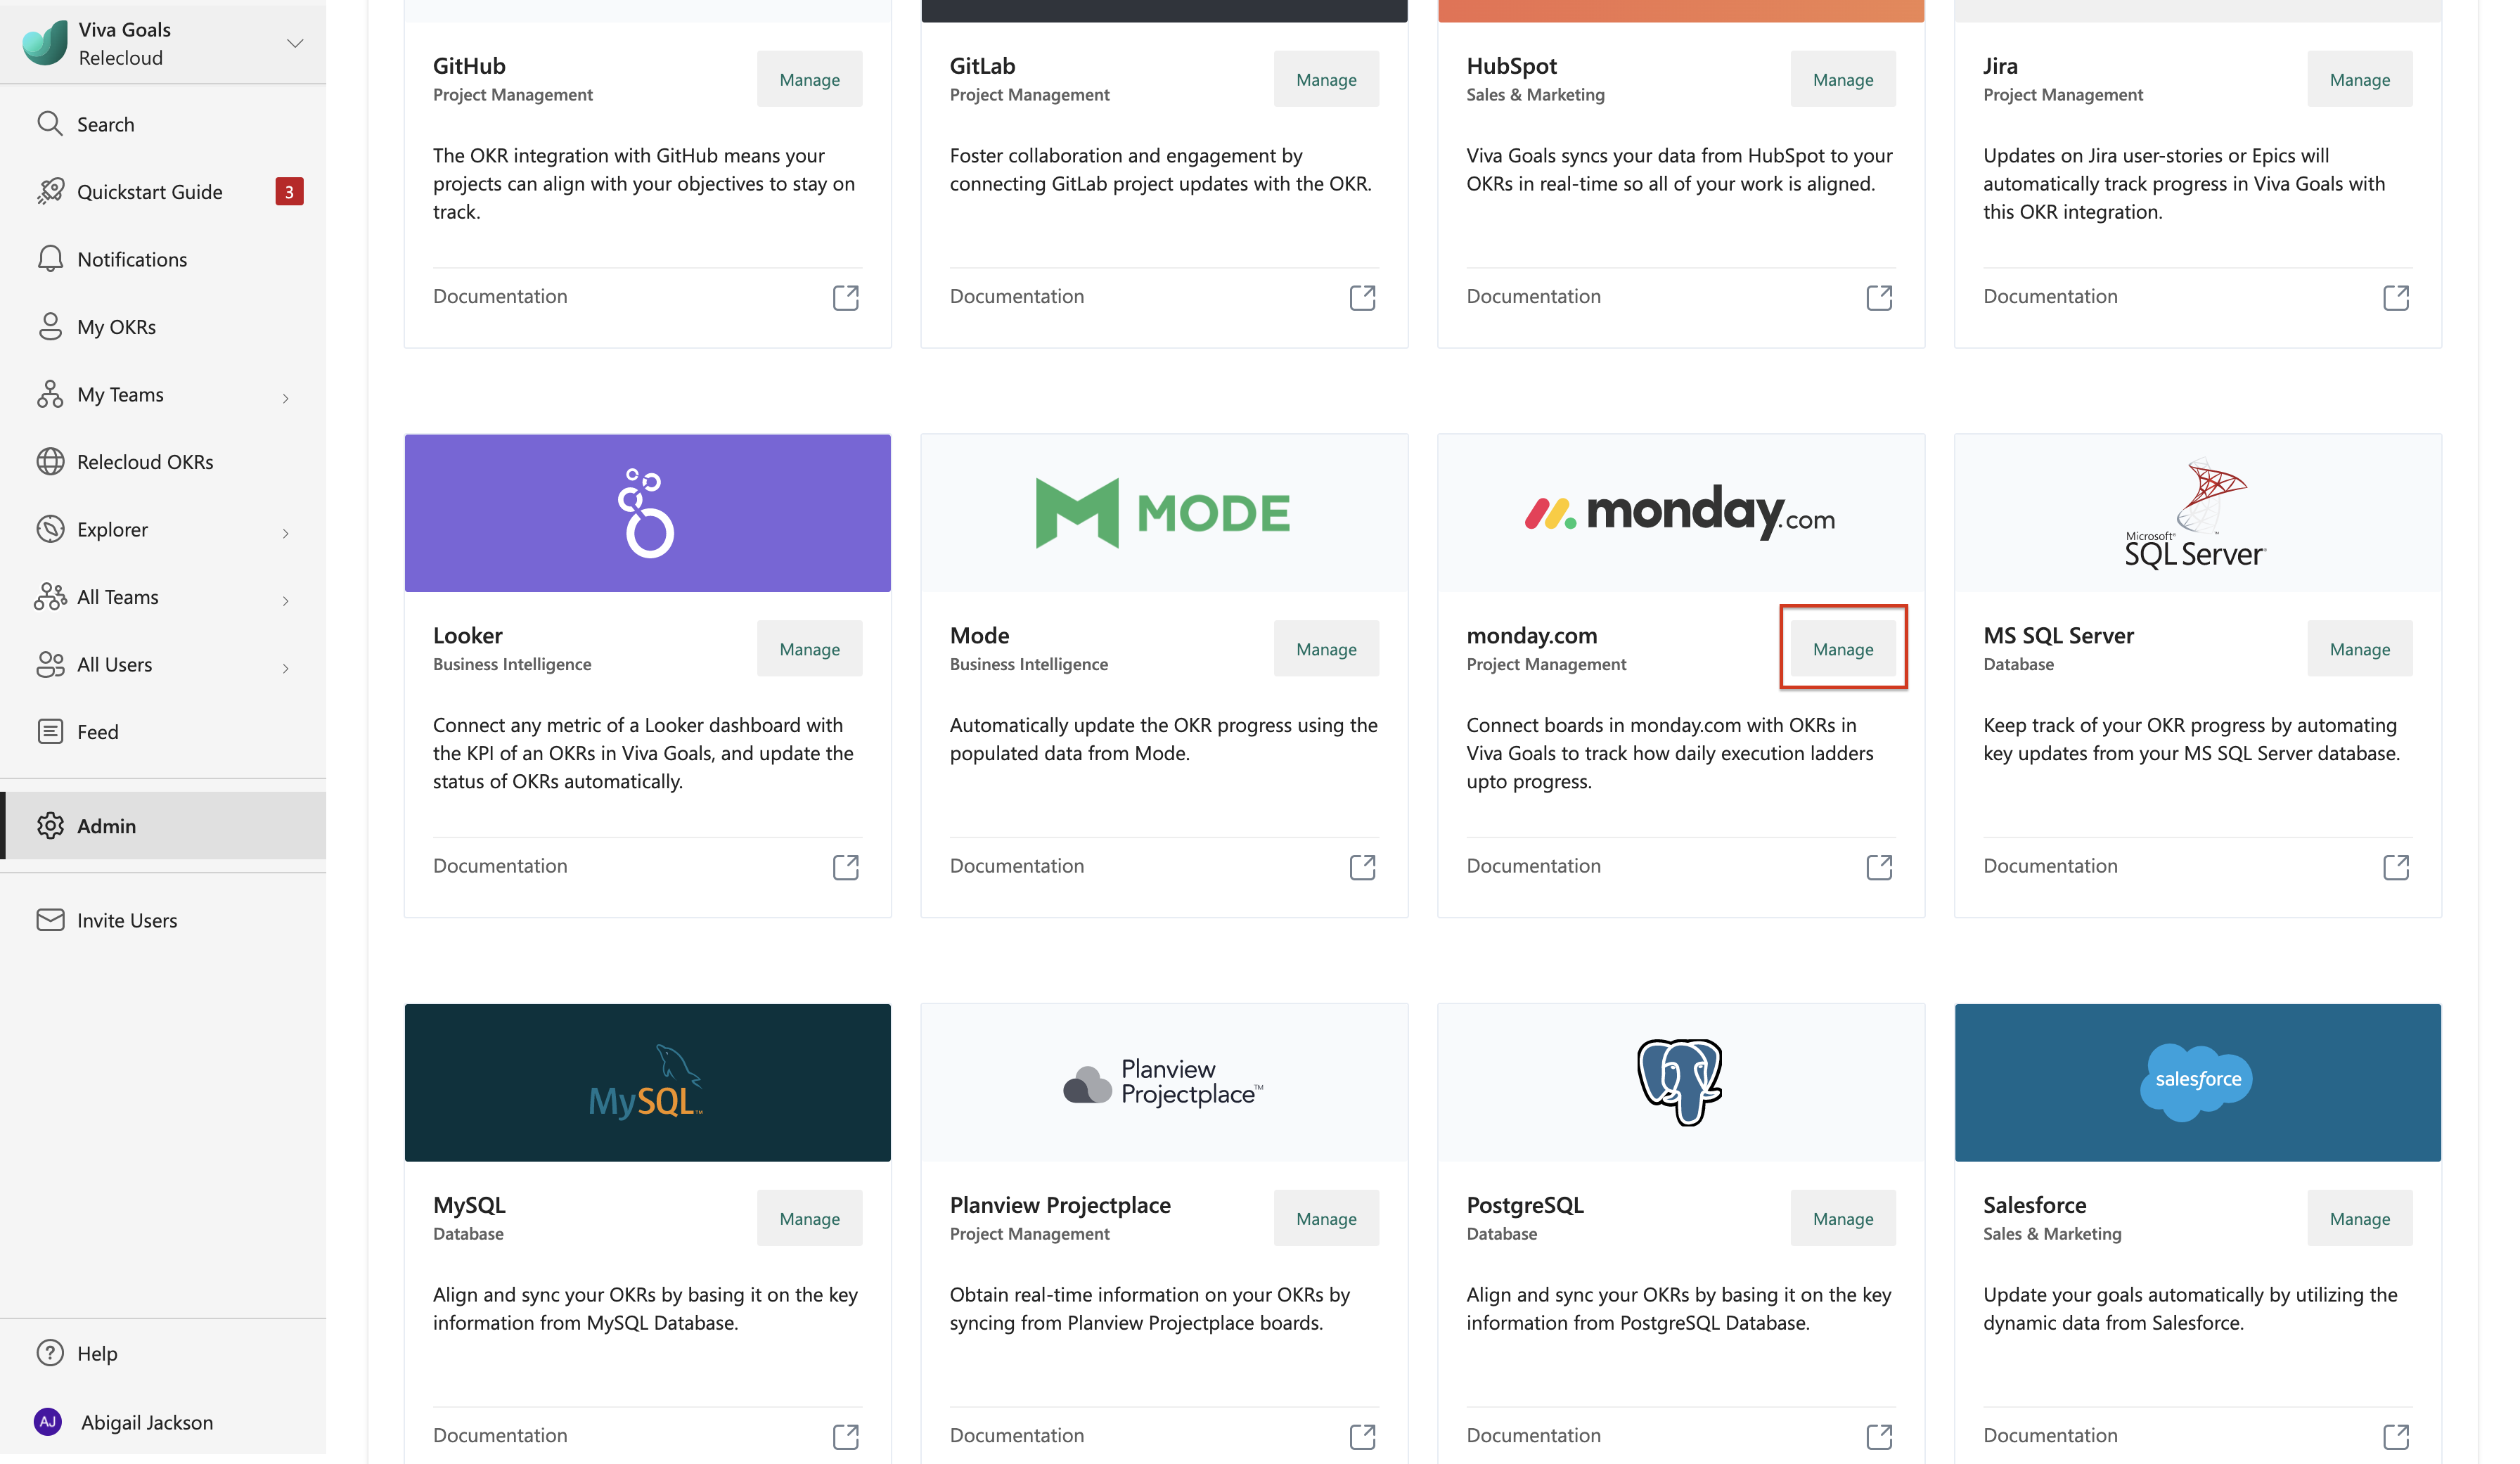 Viva Goals
Relecloud
Search
Quickstart Guide 3
Notifications
My OKRs
My Teams
Relecloud OKRs
Explorer
All Teams
All Users
Feed
Admin
Invite Users
Help
AJ Abigail Jackson
GitHub
Project Management
Manage
The OKR integration with GitHub means your
projects can align with your objectives to stay on
track.
Documentation
GitLab
Project Management
Manage
Foster collaboration and engagement by
connecting GitLab project updates with the OKR.
Documentation
HubSpot
Sales & Marketing
Manage
Viva Goals syncs your data from HubSpot to your
OKRs in real-time so all of your work is aligned.
Documentation
Jira
Project Management
Manage
Updates on Jira user-stories or Epics will
automatically track progress in Viva Goals with
this OKR integration.
Documentation
Looker
Business Intelligence
Manage
Connect any metric of a Looker dashboard with
the KPI of an OKRs in Viva Goals, and update the
status of OKRs automatically.
Documentation
MODE
Mode
Business Intelligence
Manage
Automatically update the OKR progress using the
populated data from Mode.
Documentation
monday.com
monday.com
Project Management
Manage
Connect boards in monday.com with OKRs in
Viva Goals to track how daily execution ladders
upto progress.
Documentation
Microsoft®
SQL Server®
MS SQL Server
Database
Manage
Keep track of your OKR progress by automating
key updates from your MS SQL Server database.
Documentation
MySQL™
MySQL
Database
Manage
Align and sync your OKRs by basing it on the key
information from MySQL Database.
Documentation
Planview
Projectplace™
Planview Projectplace
Project Management
Manage
Obtain real-time information on your OKRs by
syncing from Planview Projectplace boards.
Documentation
PostgreSQL
Database
Manage
Align and sync your OKRs by basing it on the key
information from PostgreSQL Database.
Documentation
salesforce
Salesforce
Sales & Marketing
Manage
Update your goals automatically by utilizing the
dynamic data from Salesforce.
Documentation